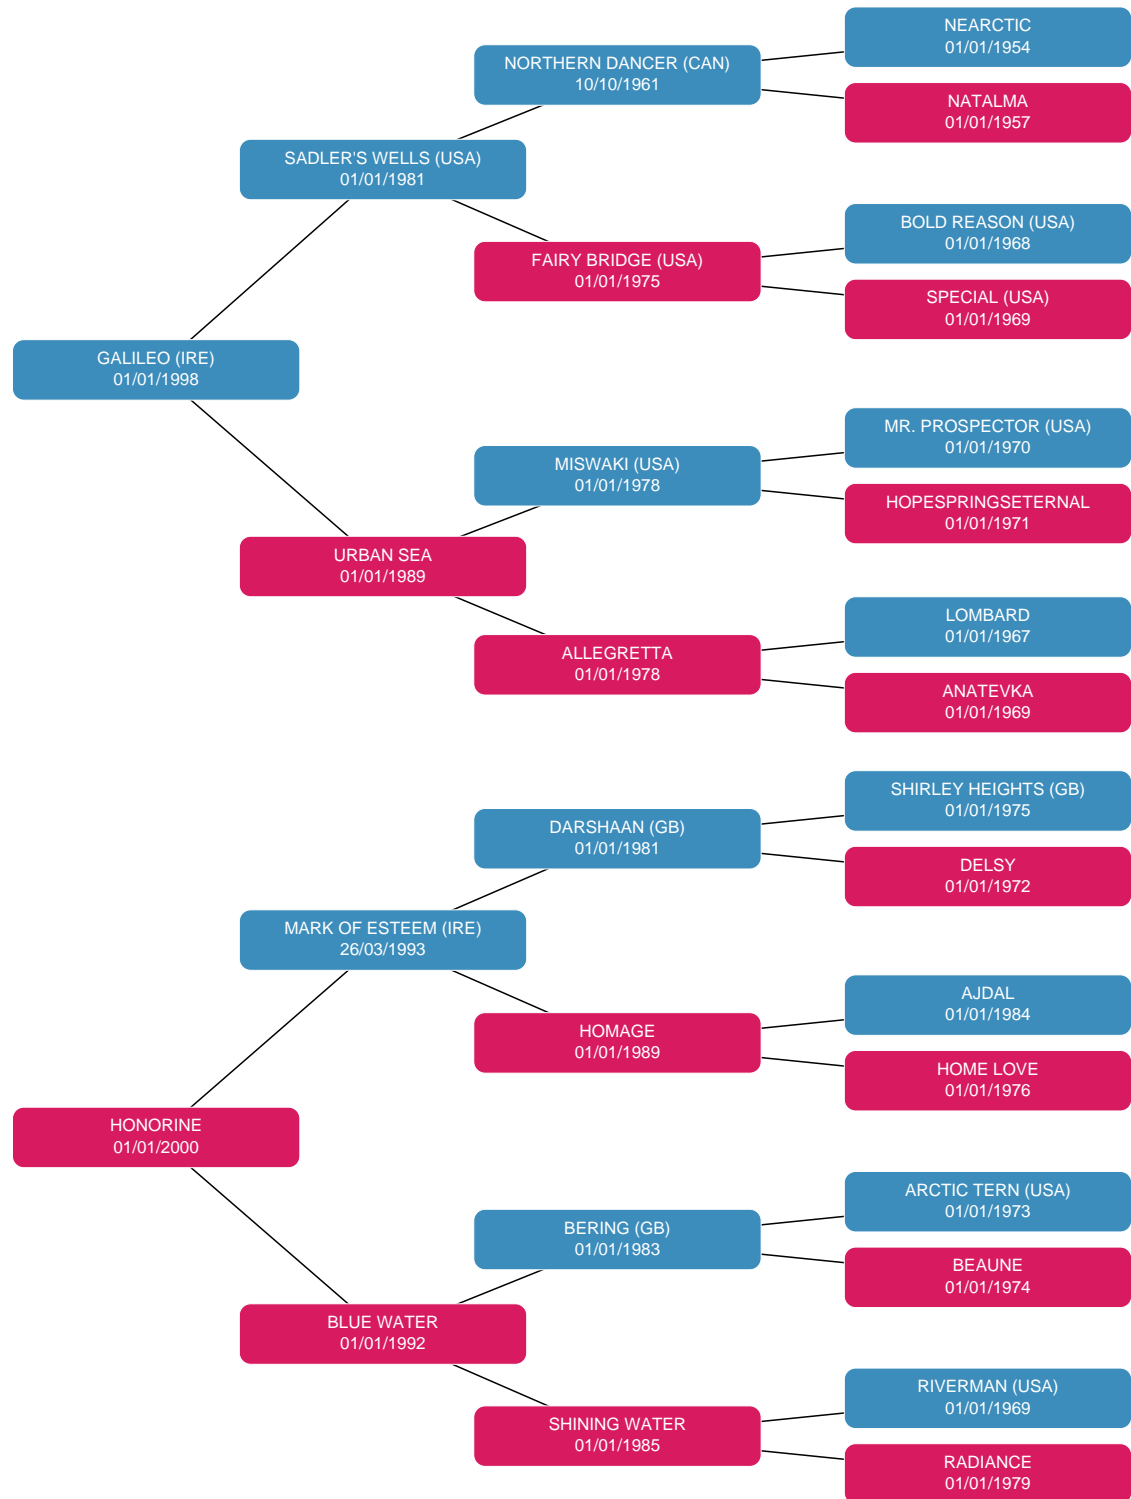 NEARCTIC
01/01/1954
NORTHERN DANCER (CAN)
10/10/1961
NATALMA
01/01/1957
SADLER'S WELLS (USA)
01/01/1981
BOLD REASON (USA)
01/01/1968
FAIRY BRIDGE (USA)
01/01/1975
SPECIAL (USA)
01/01/1969
GALILEO (IRE)
01/01/1998
MR. PROSPECTOR (USA)
01/01/1970
MISWAKI (USA)
01/01/1978
HOPESPRINGSETERNAL
01/01/1971
URBAN SEA
01/01/1989
LOMBARD
01/01/1967
ALLEGRETTA
01/01/1978
ANATEVKA
01/01/1969
SHIRLEY HEIGHTS (GB)
01/01/1975
DARSHAAN (GB)
01/01/1981
DELSY
01/01/1972
MARK OF ESTEEM (IRE)
26/03/1993
AJDAL
01/01/1984
HOMAGE
01/01/1989
HOME LOVE
01/01/1976
HONORINE
01/01/2000
ARCTIC TERN (USA)
01/01/1973
BERING (GB)
01/01/1983
BEAUNE
01/01/1974
BLUE WATER
01/01/1992
RIVERMAN (USA)
01/01/1969
SHINING WATER
01/01/1985
RADIANCE
01/01/1979